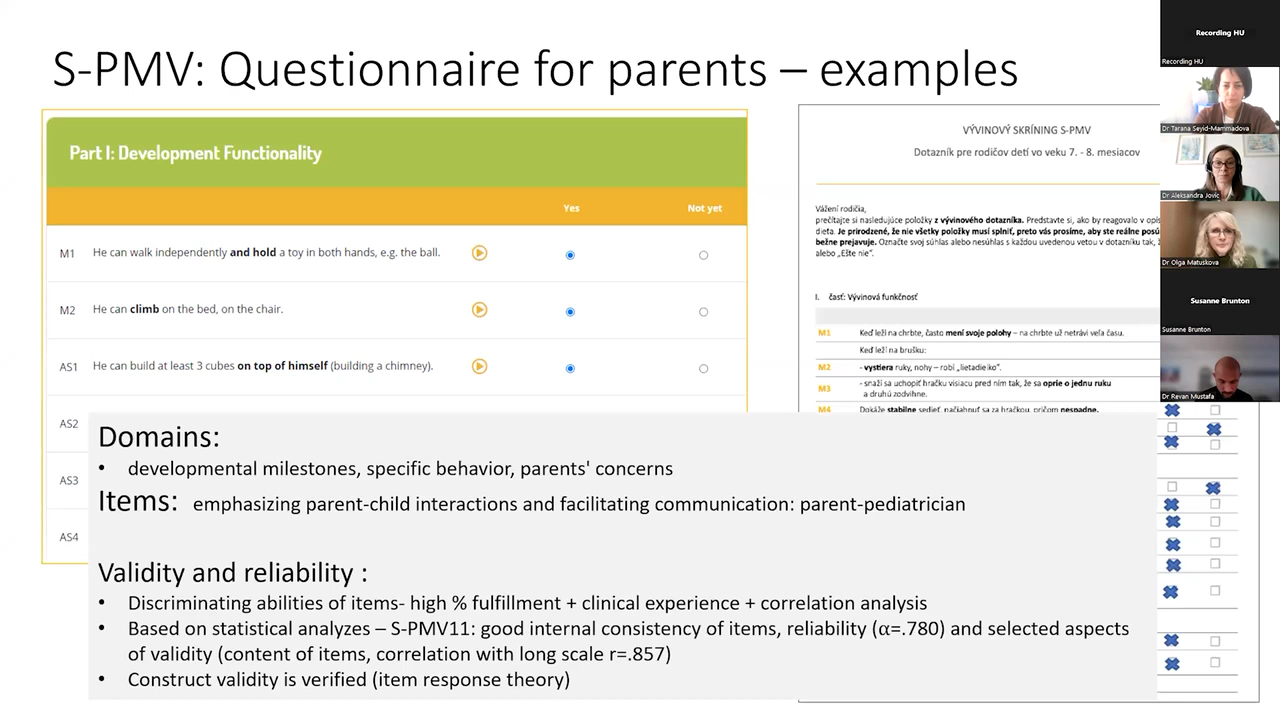 S-PMV: Questionnaire for parents – examples
Part I: Development Functionality
Yes Not yet
M1 He can walk independently and hold a toy in both hands, e.g. the ball.
M2 He can climb on the bed, on the chair.
AS1 He can build at least 3 cubes on top of himself (building a chimney).
AS2
AS3
AS4
VÝVINOVÝ SKRÍNING S-PMV
Dotazník pre rodičov detí vo veku 7. - 8. mesiacov
Vážení rodičia,
prečítajte si nasledujúce položky z vývinového dotazníka. Predstavte si, ako by reagovalo v
dieťa. Je prirodzené, že nie všetky položky musí splniť, preto vás prosíme, aby ste reálne
bežne prejavuje. Označte svoj súhlas alebo nesúhlas s každou uvedenou vetou v dotazníku tak,
alebo „Ešte nie".
I. časť: Vývinová funkčnosť
M1 Keď leží na chrbte, často mení svoje polohy – na chrbte už netrávi veľa času.
Keď leží na brušku:
M2 - vystiera ruky, nohy – robí „lietadielko".
M3 - snaží sa uchopiť hračku visiacu pred ním tak, že sa oprie o jednu ruku
a druhú zodvihne.
M4 Dokáže stabilne sedieť, načiahnuť sa za hračkou, pričom nespadne.
Domains:
• developmental milestones, specific behavior, parents' concerns
Items: emphasizing parent-child interactions and facilitating communication: parent-pediatrician
Validity and reliability :
• Discriminating abilities of items- high % fulfillment + clinical experience + correlation analysis
• Based on statistical analyzes – S-PMV11: good internal consistency of items, reliability (α=.780) and selected aspects
of validity (content of items, correlation with long scale r=.857)
• Construct validity is verified (item response theory)
Recording HU
Recording HU
Dr Tarana Seyid-Mammadova
Dr Aleksandra Jovic
Dr Olga Matuskova
Susanne Brunton
Susanne Brunton
Dr Revan Mustafa